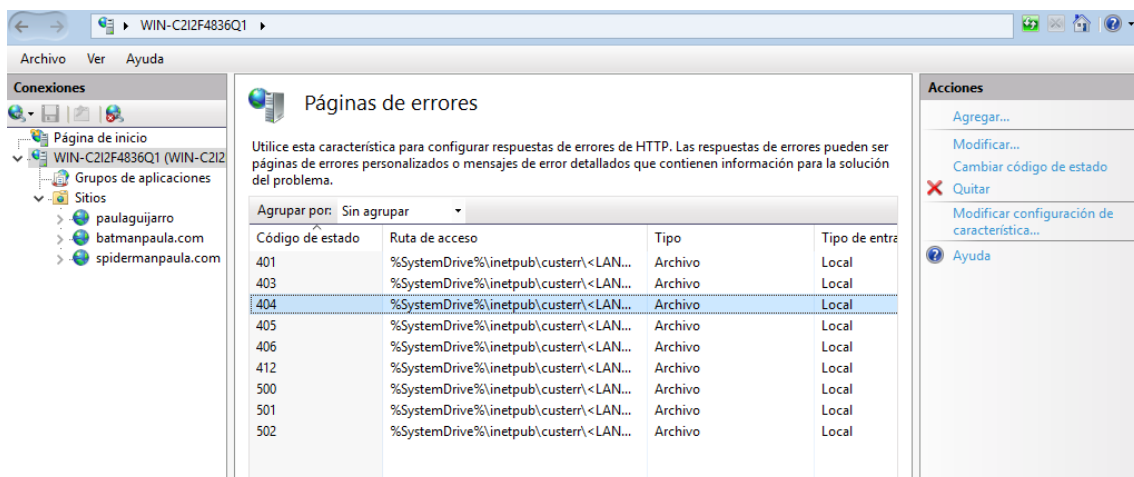 WIN-C2I2F4836Q1
Archivo Ver Ayuda
Conexiones
Página de inicio
WIN-C2I2F4836Q1 (WIN-C2I2
Grupos de aplicaciones
Sitios
paulaguijarro
batmanpaula.com
spidermanpaula.com
Páginas de errores
Utilice esta característica para configurar respuestas de errores de HTTP. Las respuestas de errores pueden ser
páginas de errores personalizados o mensajes de error detallados que contienen información para la solución
del problema.
Agrupar por: Sin agrupar
Código de estado Ruta de acceso Tipo Tipo de entra
401 %SystemDrive%\inetpub\custerr\<LAN... Archivo Local
403 %SystemDrive%\inetpub\custerr\<LAN... Archivo Local
404 %SystemDrive%\inetpub\custerr\<LAN... Archivo Local
405 %SystemDrive%\inetpub\custerr\<LAN... Archivo Local
406 %SystemDrive%\inetpub\custerr\<LAN... Archivo Local
412 %SystemDrive%\inetpub\custerr\<LAN... Archivo Local
500 %SystemDrive%\inetpub\custerr\<LAN... Archivo Local
501 %SystemDrive%\inetpub\custerr\<LAN... Archivo Local
502 %SystemDrive%\inetpub\custerr\<LAN... Archivo Local
Acciones
Agregar...
Modificar...
Cambiar código de estado
Quitar
Modificar configuración de
característica...
Ayuda